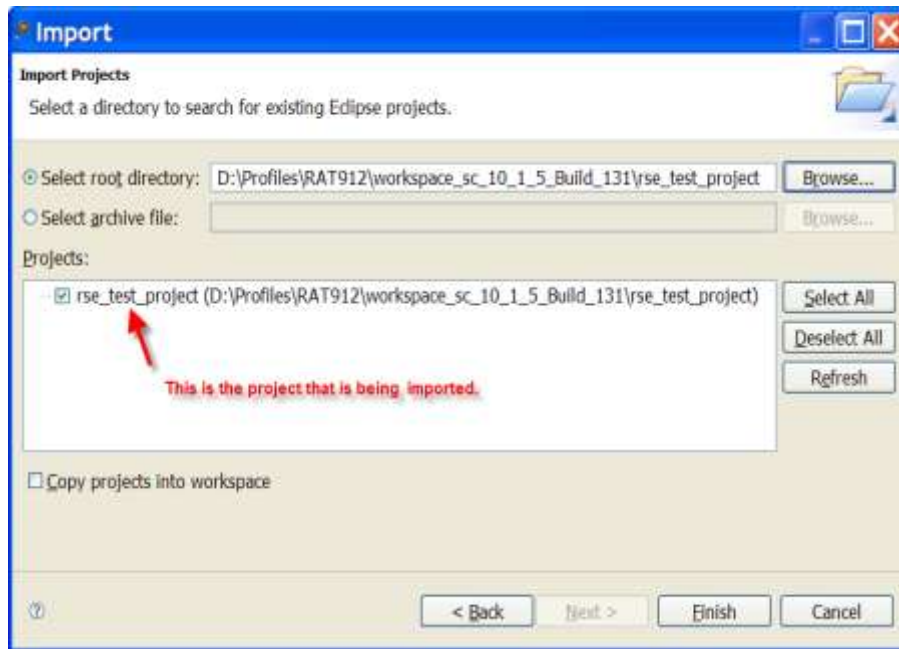 Import
Import Projects
Select a directory to search for existing Eclipse projects.
Select root directory: D:\Profiles\RAT912\workspace_sc_10_1_5_Build_131\rse_test_project Browse...
Select archive file: Browse...
Projects:
rse_test_project (D:\Profiles\RAT912\workspace_sc_10_1_5_Build_131\rse_test_project) Select All
Deselect All
Refresh
This is the project that is being imported.
Copy projects into workspace
< Back Next > Finish Cancel